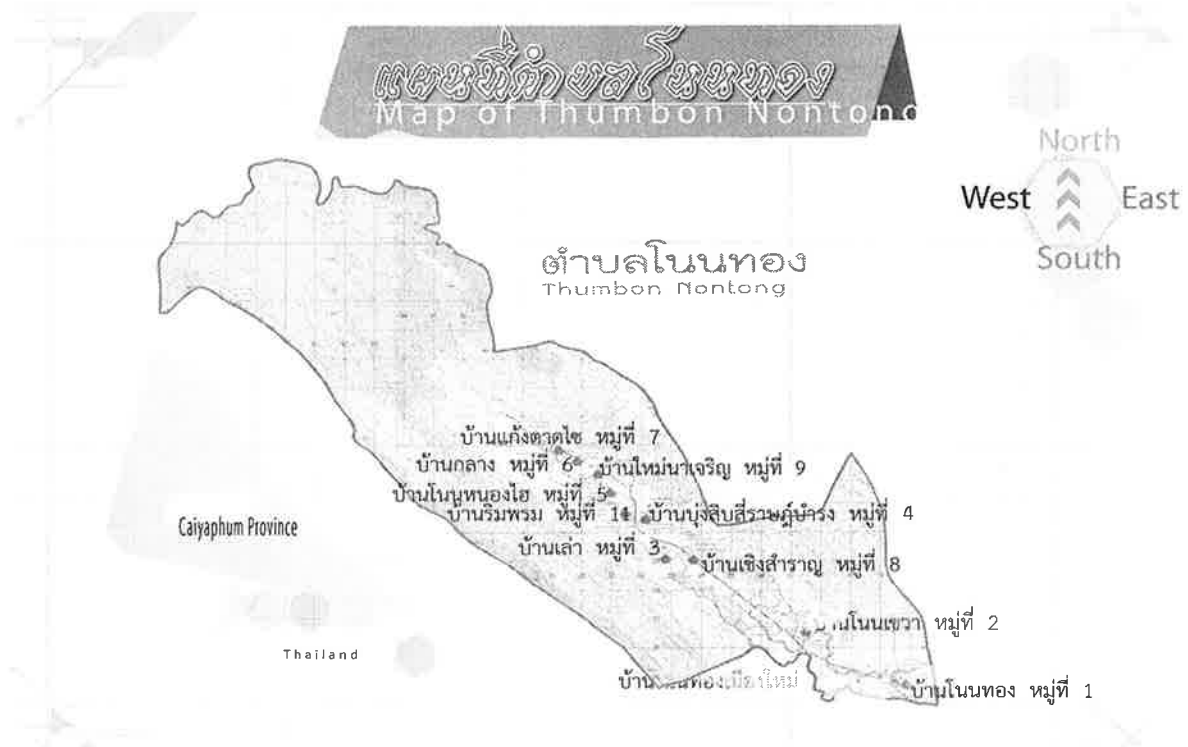 แผนที่ตำบลโนนทอง
Map of Thumbon Nontong
North
West East
South
ตำบลโนนทอง
Thumbon Nontong
บ้านแก้งตาดไซ หมู่ที่ 7
บ้านกลาง หมู่ที่ 6
บ้านใหม่นาเจริญ หมู่ที่ 9
บ้านโนนหนองไฮ หมู่ที่ 5
บ้านริมพรม หมู่ที่ 11
บ้านบุ่งสิบสี่ราษฎร์บำรุง หมู่ที่ 4
Caiyaphum Province
บ้านเล่า หมู่ที่ 3
บ้านเชิงสำราญ หมู่ที่ 8
หมู่ที่ 2
Thailand
บ้านโนนทอง หมู่ที่ 1